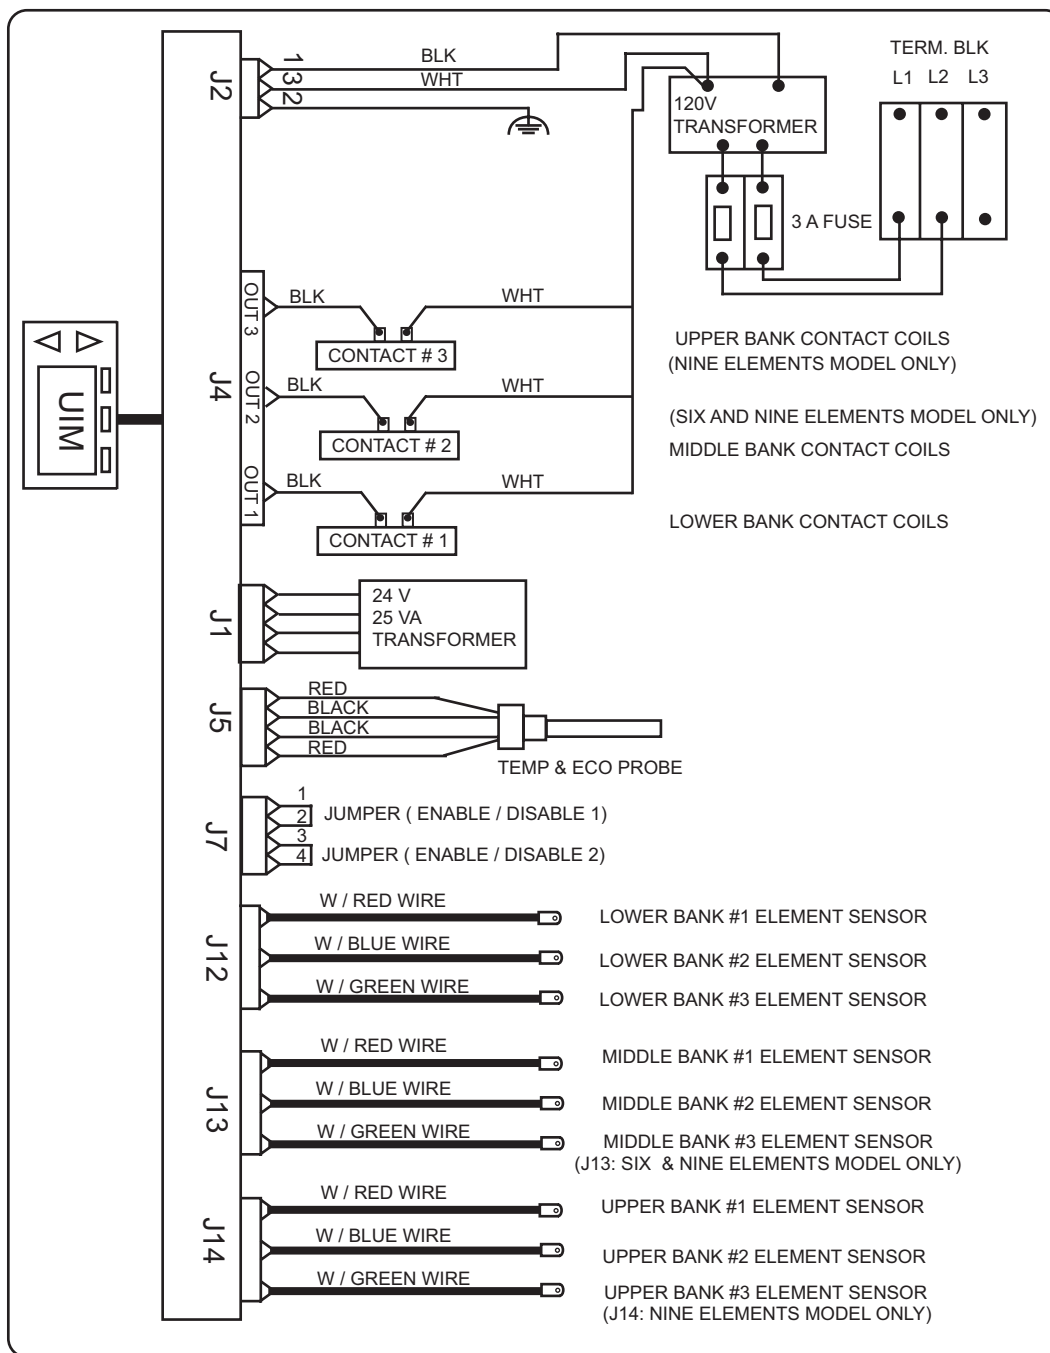 J2
1
3
2
BLK
WHT
120V
TRANSFORMER
TERM. BLK
L1 L2 L3
3 A FUSE
UIM
J4
OUT 3
BLK
WHT
CONTACT # 3
UPPER BANK CONTACT COILS
(NINE ELEMENTS MODEL ONLY)
OUT 2
BLK
WHT
CONTACT # 2
(SIX AND NINE ELEMENTS MODEL ONLY)
MIDDLE BANK CONTACT COILS
OUT 1
BLK
WHT
CONTACT # 1
LOWER BANK CONTACT COILS
J1
24 V
25 VA
TRANSFORMER
J5
RED
BLACK
BLACK
RED
TEMP & ECO PROBE
J7
1
2
3
4
JUMPER ( ENABLE / DISABLE 1)
JUMPER ( ENABLE / DISABLE 2)
J12
W / RED WIRE
LOWER BANK #1 ELEMENT SENSOR
W / BLUE WIRE
LOWER BANK #2 ELEMENT SENSOR
W / GREEN WIRE
LOWER BANK #3 ELEMENT SENSOR
J13
W / RED WIRE
MIDDLE BANK #1 ELEMENT SENSOR
W / BLUE WIRE
MIDDLE BANK #2 ELEMENT SENSOR
W / GREEN WIRE
MIDDLE BANK #3 ELEMENT SENSOR
(J13: SIX & NINE ELEMENTS MODEL ONLY)
J14
W / RED WIRE
UPPER BANK #1 ELEMENT SENSOR
W / BLUE WIRE
UPPER BANK #2 ELEMENT SENSOR
W / GREEN WIRE
UPPER BANK #3 ELEMENT SENSOR
(J14: NINE ELEMENTS MODEL ONLY)